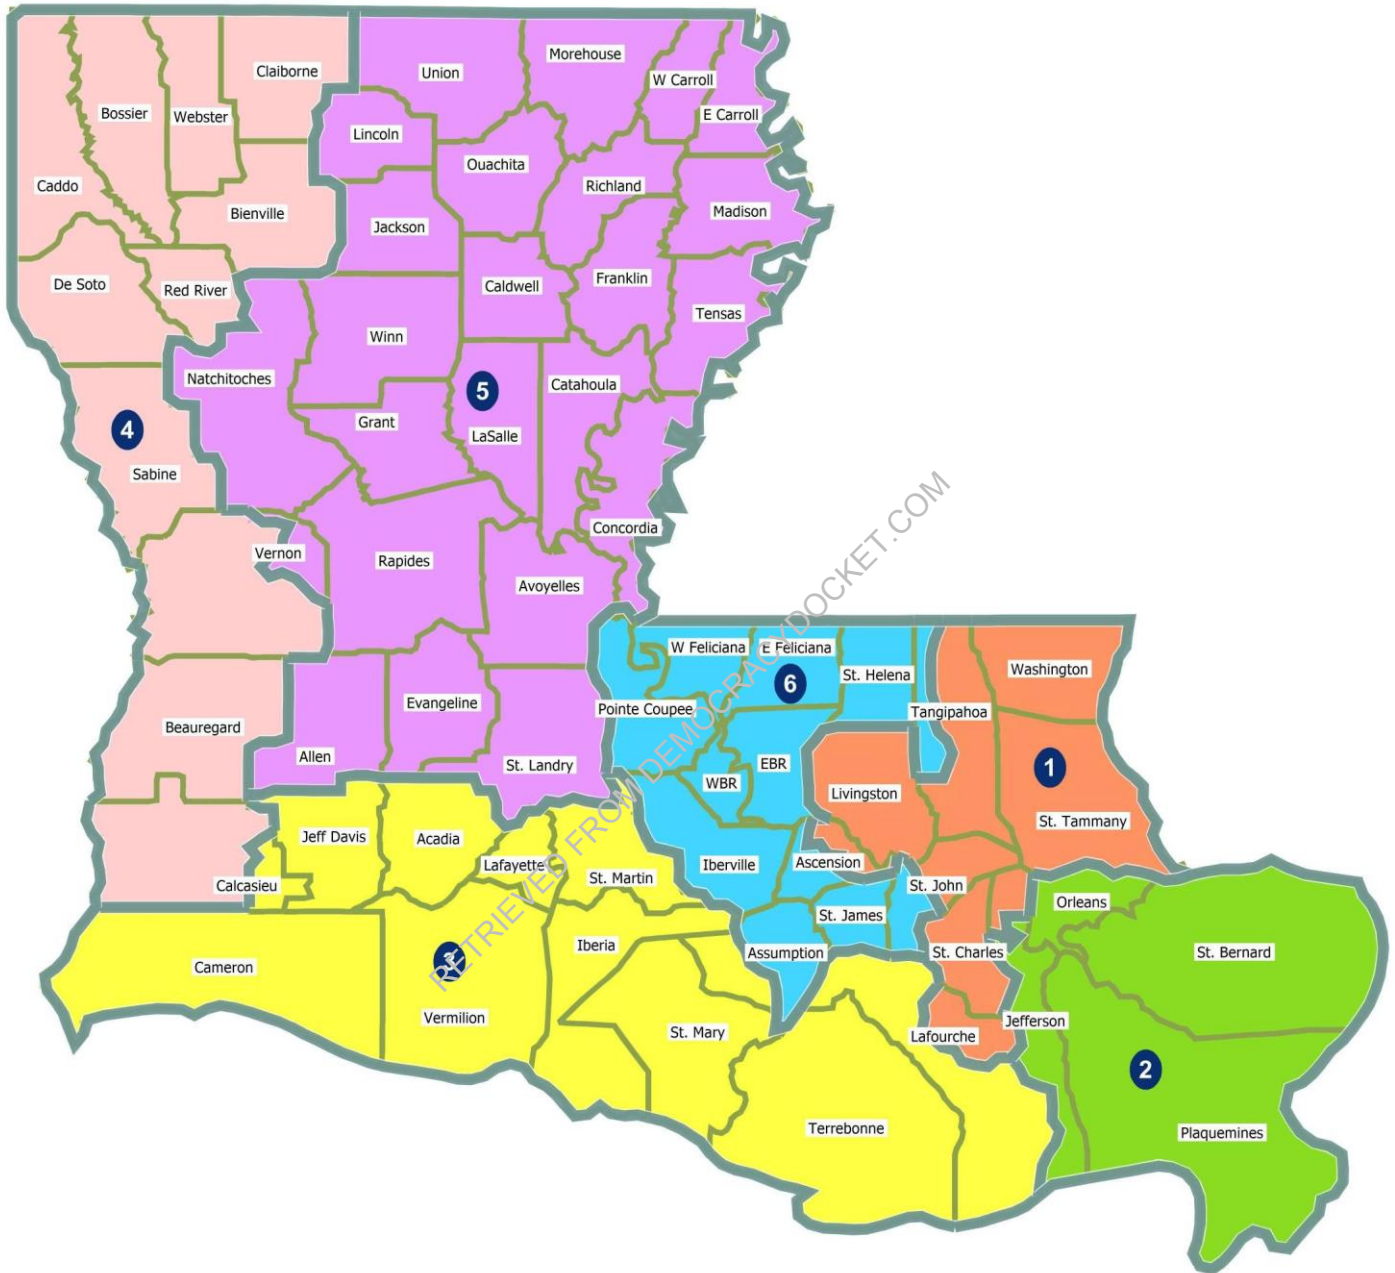 Morehouse
Claiborne
Union
W Carroll
Bossier
Webster
E Carroll
Lincoln
Ouachita
Caddo
Richland
Bienville
Madison
Jackson
De Soto
Red River
Caldwell
Franklin
Tensas
Winn
Natchitoches
5
Catahoula
4
Grant
LaSalle
Sabine
Concordia
Vernon
Rapides
Avoyelles
W Feliciana
E Feliciana
St. Helena
Washington
6
Evangeline
Pointe Coupee
Tangipahoa
Beauregard
Allen
St. Landry
EBR
1
WBR
Livingston
St. Tammany
Jeff Davis
Acadia
Lafayette
Iberville
Ascension
Calcasieu
St. Martin
St. John
Orleans
St. James
Iberia
Assumption
St. Charles
St. Bernard
Cameron
3
Vermilion
St. Mary
Lafourche
Jefferson
2
Terrebonne
Plaquemines
RETRIEVED FROM DEMOCRACYDOCKET.COM